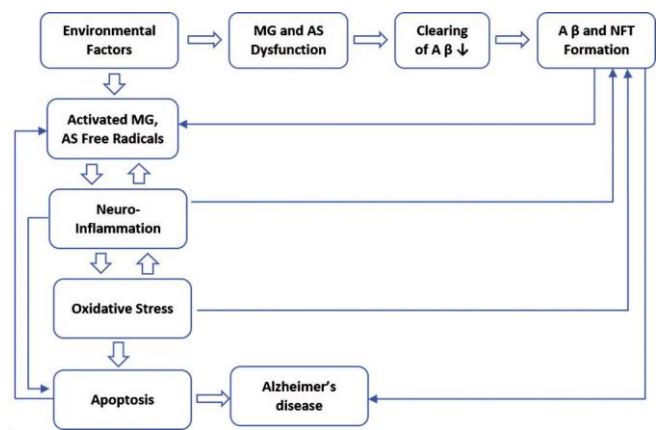 Environmental
Factors
MG and AS
Dysfunction
Clearing
of A β ↓
A β and NFT
Formation
Activated MG,
AS Free Radicals
Neuro-
Inflammation
Oxidative Stress
Apoptosis
Alzheimer's
disease